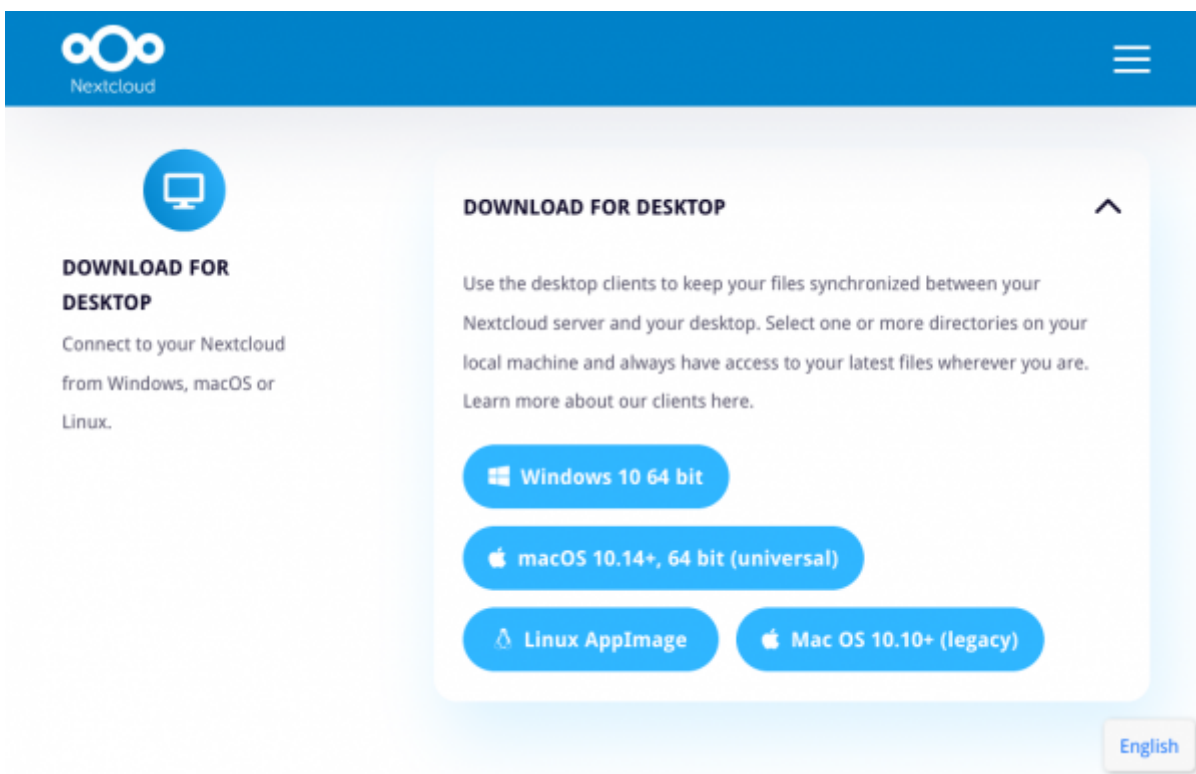 Nextcloud
DOWNLOAD FOR
DESKTOP
Connect to your Nextcloud
from Windows, macOS or
Linux.
DOWNLOAD FOR DESKTOP
Use the desktop clients to keep your files synchronized between your
Nextcloud server and your desktop. Select one or more directories on your
local machine and always have access to your latest files wherever you are.
Learn more about our clients here.
Windows 10 64 bit
macOS 10.14+, 64 bit (universal)
Linux AppImage
Mac OS 10.10+ (legacy)
English